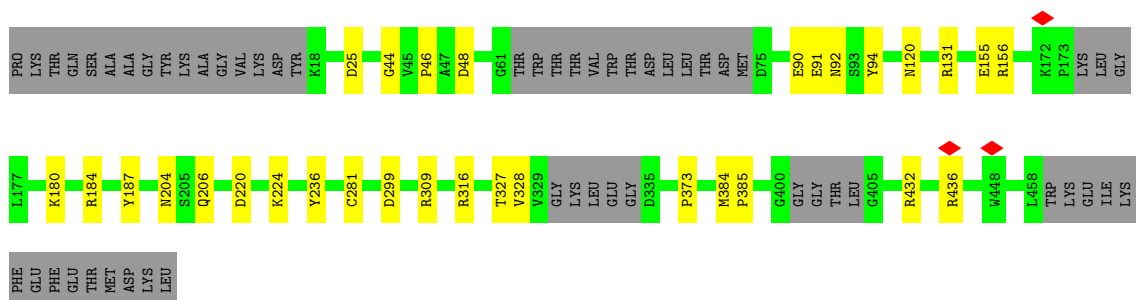 PRO LYS THR GLN SER ALA ALA GLY TYR LYS ALA GLY VAL LYS ASP TYR K18 D25 G44 V45 P46 A47 D48 G61 THR TRP THR THR VAL TRP THR ASP LEU LEU THR ASP MET D75 E90 E91 N92 S93 Y94 N120 R131 E155 R156 K172 P173 LYS LEU GLY
L177 K180 R184 Y187 N204 S205 Q206 D220 K224 Y236 C281 D299 R309 R316 T327 V328 V329 GLY LYS LEU GLU GLY D335 P373 M384 P385 G400 GLY GLY THR LEU G405 R432 R436 W448 L458 TRP LYS GLU ILE LYS
PHE GLU PHE GLU THR MET ASP LYS LEU